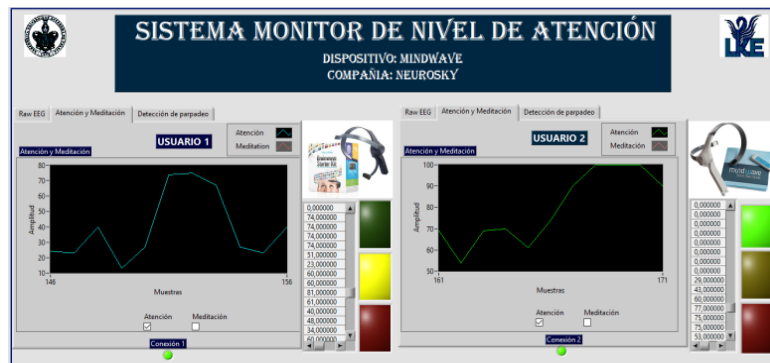 SISTEMA MONITOR DE NIVEL DE ATENCIÓN
DISPOSITIVO: MINDWAVE
COMPAÑIA: NEUROSKY
LKE
Raw EEG
Atención y Meditación
Detección de parpadeo
USUARIO 1
Atención
Meditation
Atención y Meditación
Amplitud
80
70
60
50
40
30
20
10
146
156
Muestras
Atención
Meditación
Conexión 1
0,000000
74,000000
74,000000
74,000000
74,000000
51,000000
23,000000
60,000000
60,000000
81,000000
61,000000
40,000000
48,000000
34,000000
60,000000
Raw EEG
Atención y Meditación
Detección de parpadeo
USUARIO 2
Atención
Meditación
Atención y Meditación
Amplitud
100
90
80
70
60
50
161
171
Muestras
Atención
Meditación
Conexión 2
mindwave
0,000000
0,000000
0,000000
0,000000
0,000000
0,000000
0,000000
0,000000
29,000000
43,000000
60,000000
77,000000
75,000000
75,000000
53,000000